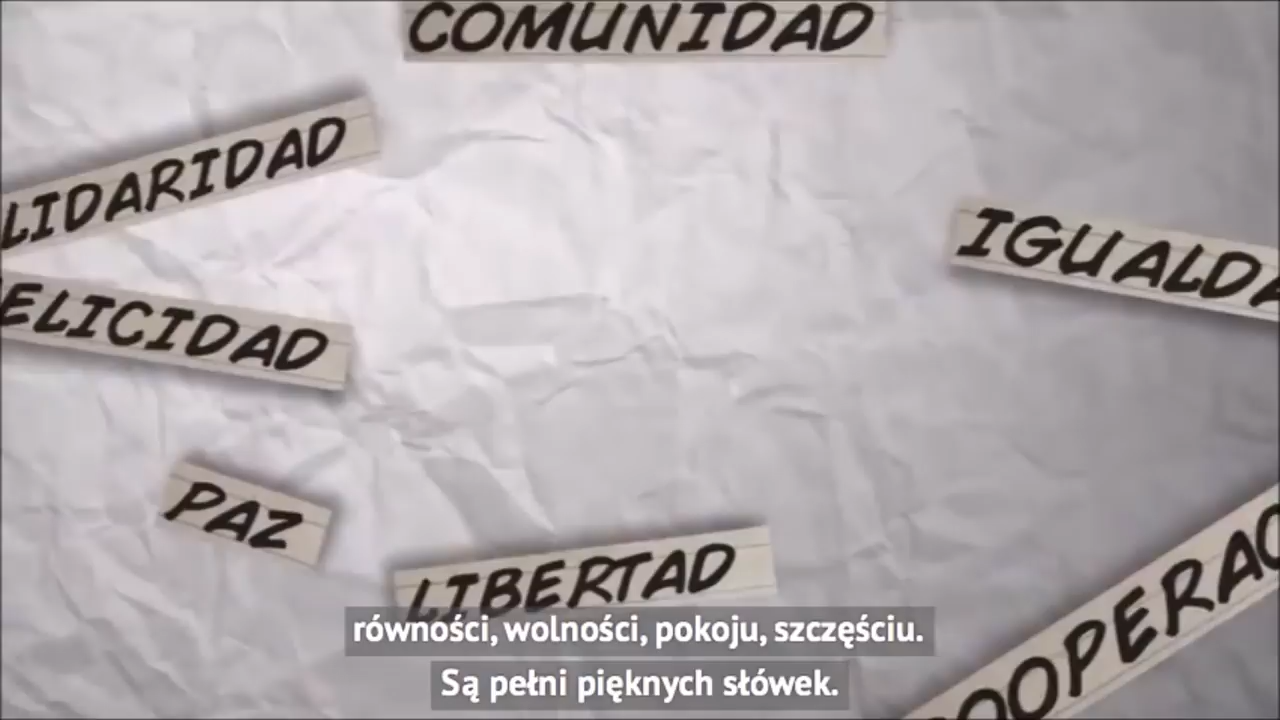 COMUNIDAD
LIDARIDAD
IGUALDA
ELICIDAD
PAZ
LIBERTAD
OOPERAC
równości, wolności, pokoju, szczęściu.
Są pełni pięknych słówek.